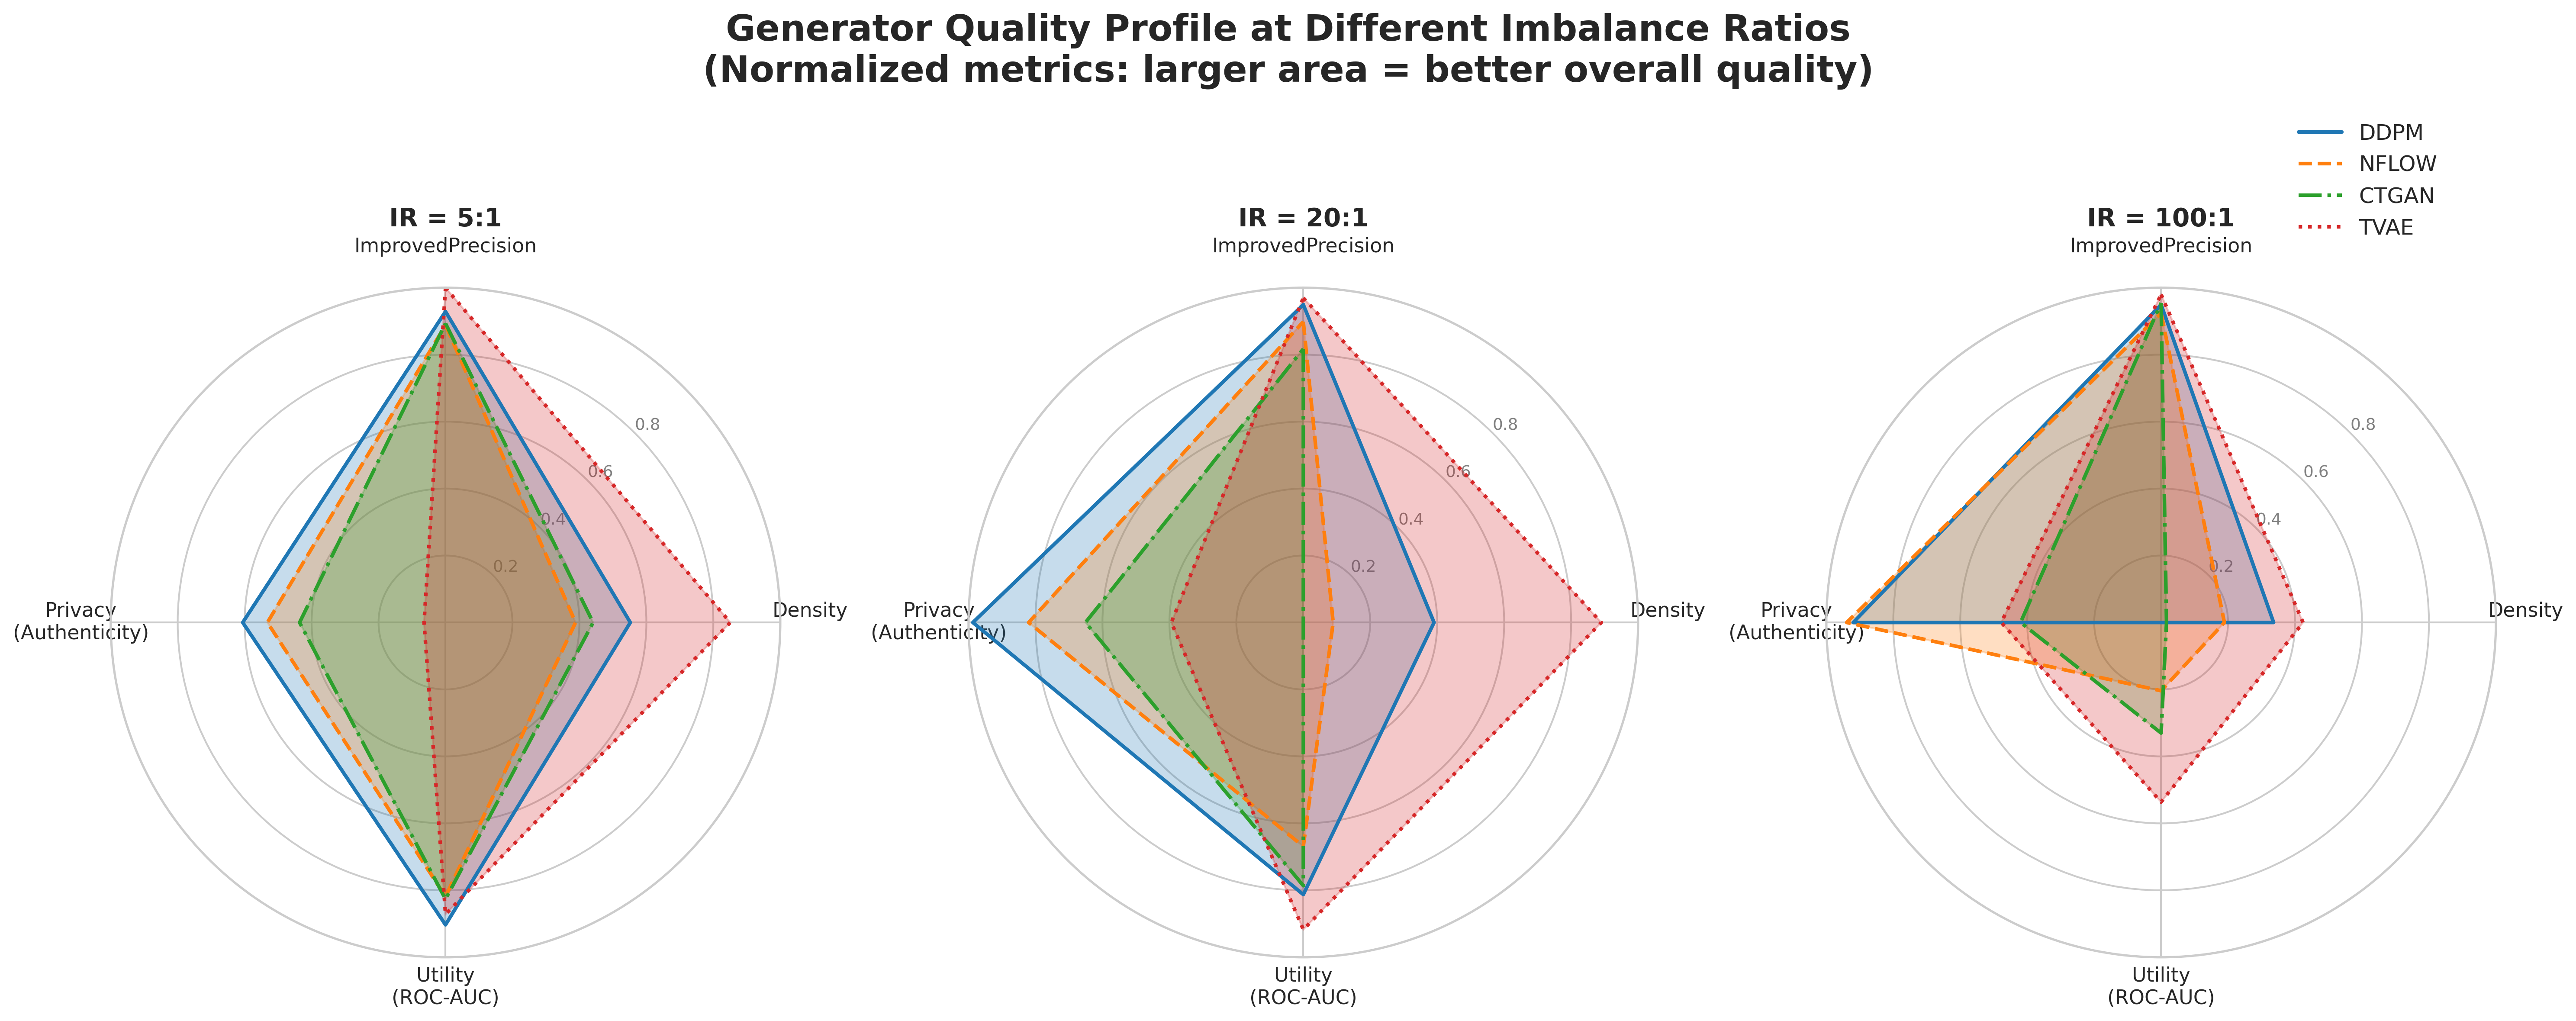 Generator Quality Profile at Different Imbalance Ratios
(Normalized metrics: larger area = better overall quality)
DDPM
NFLOW
CTGAN
TVAE
IR = 5:1
ImprovedPrecision
0.8
0.6
0.4
0.2
Privacy
(Authenticity)
Density
Utility
(ROC-AUC)
IR = 20:1
ImprovedPrecision
0.8
0.6
0.4
0.2
Privacy
(Authenticity)
Density
Utility
(ROC-AUC)
IR = 100:1
ImprovedPrecision
0.8
0.6
0.4
0.2
Privacy
(Authenticity)
Density
Utility
(ROC-AUC)